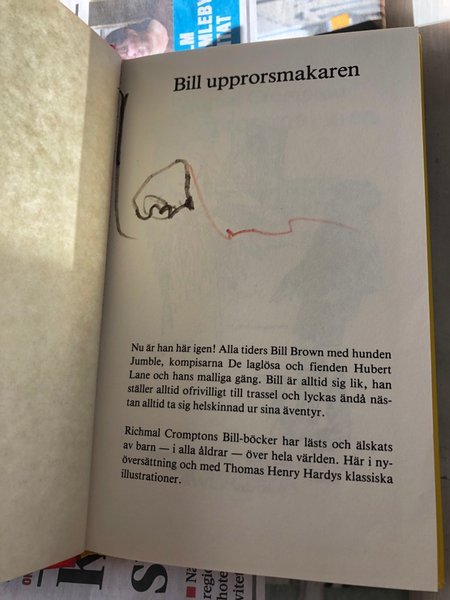 LM
MLEBY
TAT
Bill upprorsmakaren
Nu är han här igen! Alla tiders Bill Brown med hunden
Jumble, kompisarna De laglösa och fienden Hubert
Lane och hans malliga gäng. Bill är alltid sig lik, han
ställer alltid ofrivilligt till trassel och lyckas ändå näs-
tan alltid ta sig helskinnad ur sina äventyr.
Richmal Cromptons Bill-böcker har lästs och älskats
av barn — i alla åldrar — över hela världen. Här i ny-
översättning och med Thomas Henry Hardys klassiska
illustrationer.